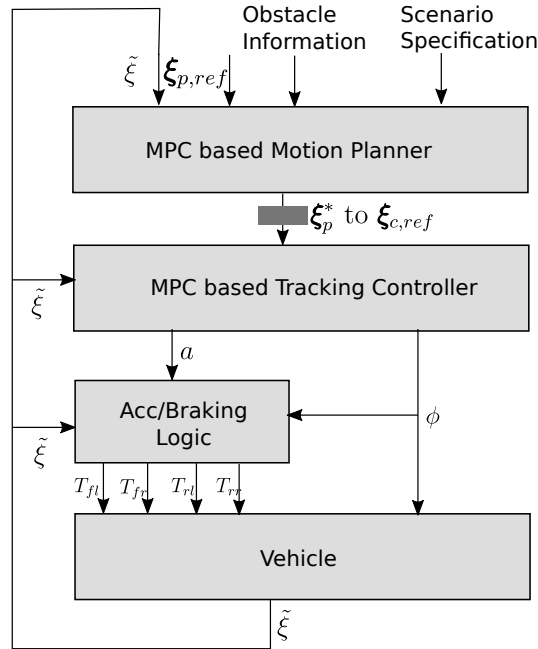 Obstacle
Information
Scenario
Specification
ξ̃
ξ_{p,ref}
MPC based Motion Planner
ξ_p^* to ξ_{c,ref}
MPC based Tracking Controller
ξ̃
a
Acc/Braking
Logic
ϕ
ξ̃
T_{fl}
T_{fr}
T_{rl}
T_{rr}
Vehicle
ξ̃